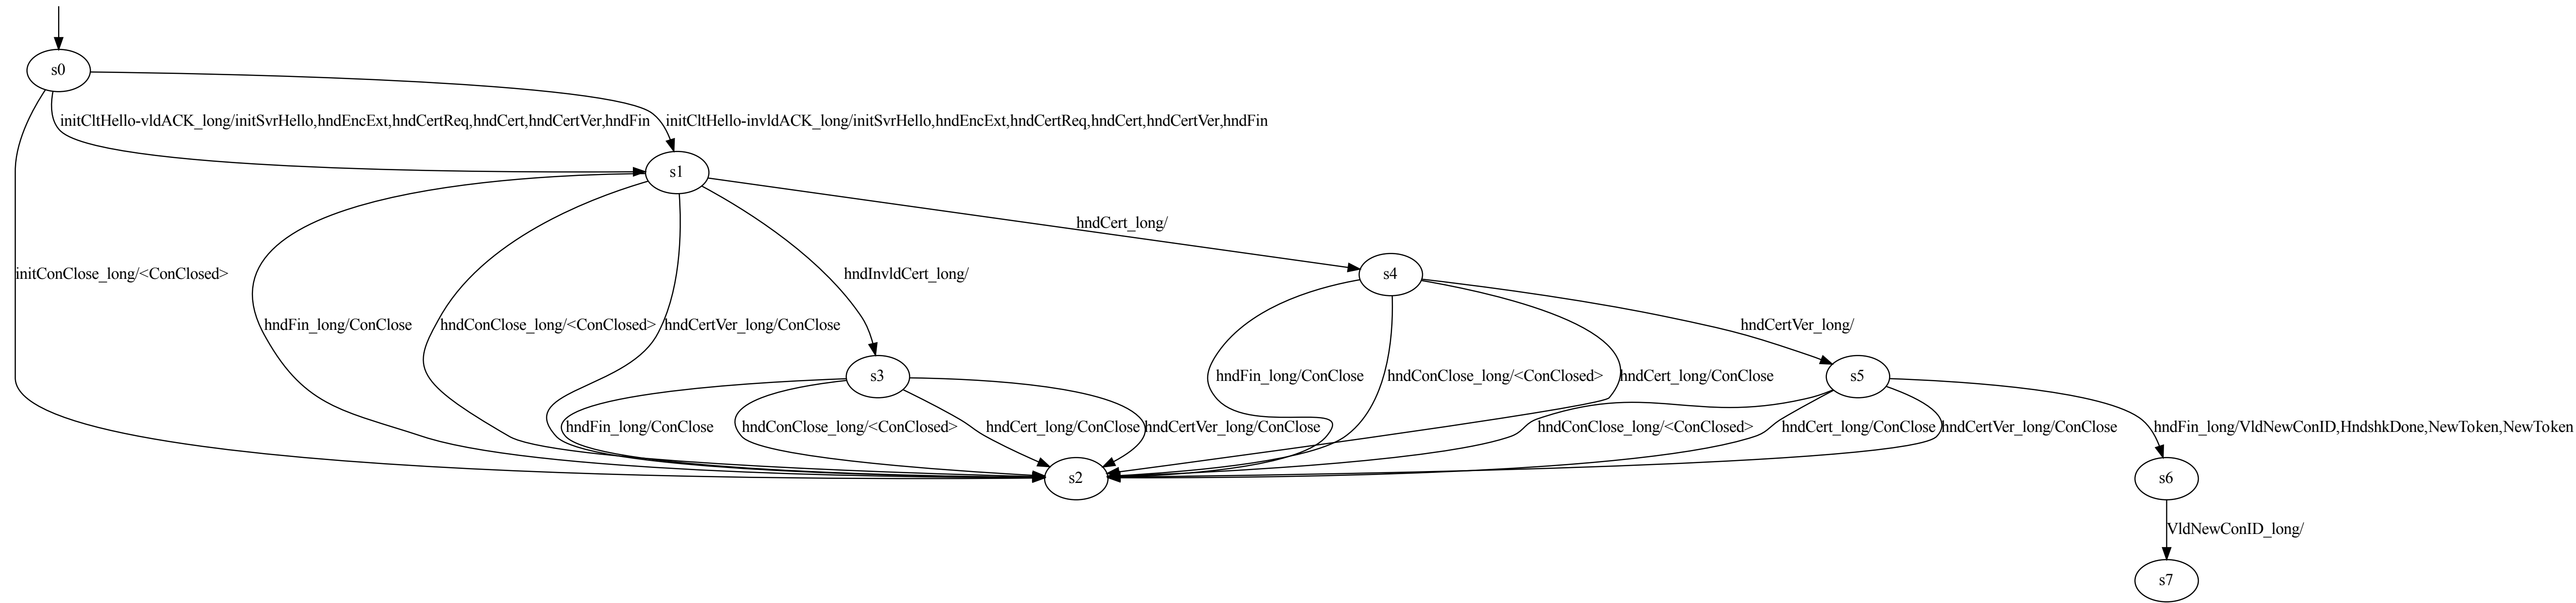 s0
initCltHello-vldACK_long/initSvrHello,hndEncExt,hndCertReq,hndCert,hndCertVer,hndFin
initCltHello-invldACK_long/initSvrHello,hndEncExt,hndCertReq,hndCert,hndCertVer,hndFin
s1
hndCert_long/
initConClose_long/<ConClosed>
hndInvldCert_long/
s4
hndFin_long/ConClose
hndConClose_long/<ConClosed>
hndCertVer_long/ConClose
hndCertVer_long/
s3
hndFin_long/ConClose
hndConClose_long/<ConClosed>
hndCert_long/ConClose
s5
hndFin_long/ConClose
hndConClose_long/<ConClosed>
hndCert_long/ConClose
hndCertVer_long/ConClose
hndConClose_long/<ConClosed>
hndCert_long/ConClose
hndCertVer_long/ConClose
hndFin_long/VldNewConID,HndshkDone,NewToken,NewToken
s2
s6
VldNewConID_long/
s7